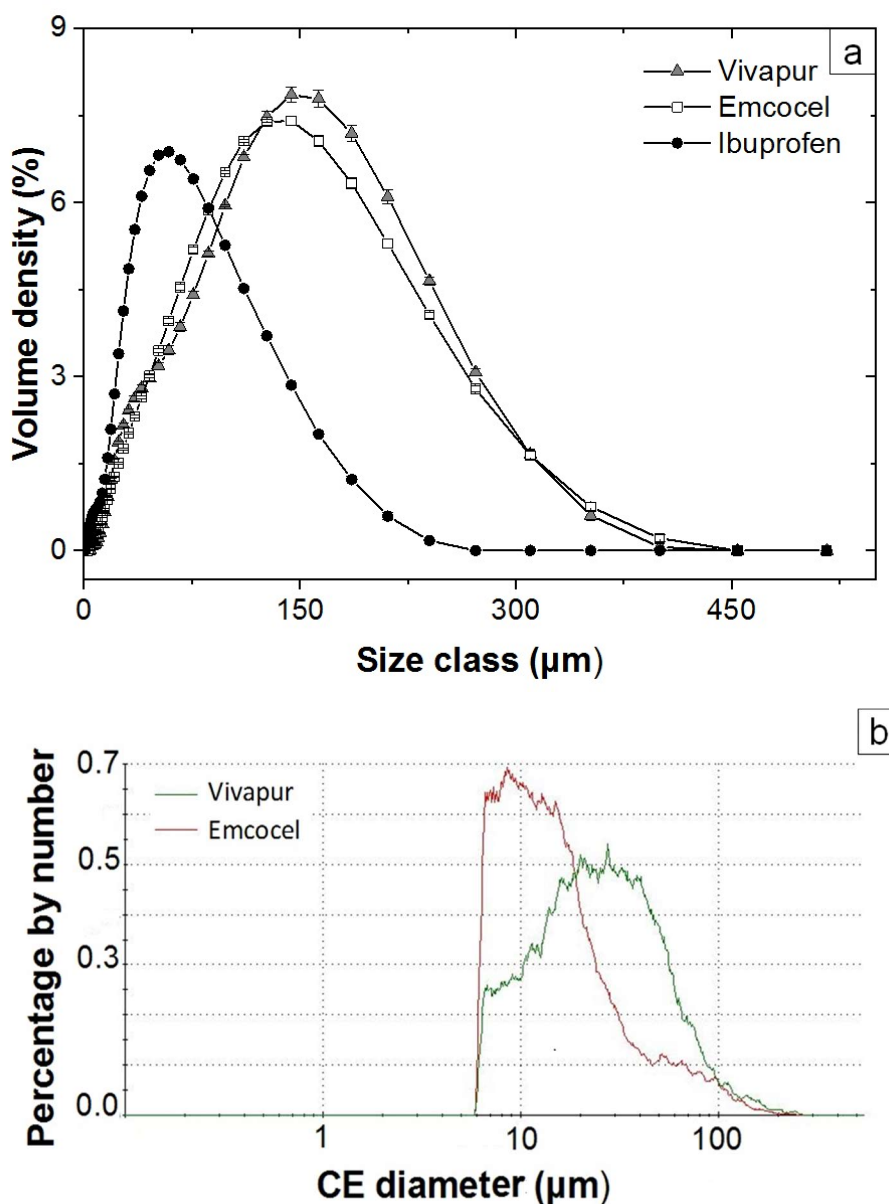 a
Vivapur
Emcocel
Ibuprofen
9
6
3
0
Volume density (%)
0 150 300 450
Size class (µm)
b
Vivapur
Emcocel
0.7
0.5
0.3
0.0
Percentage by number
1 10 100
CE diameter (µm)